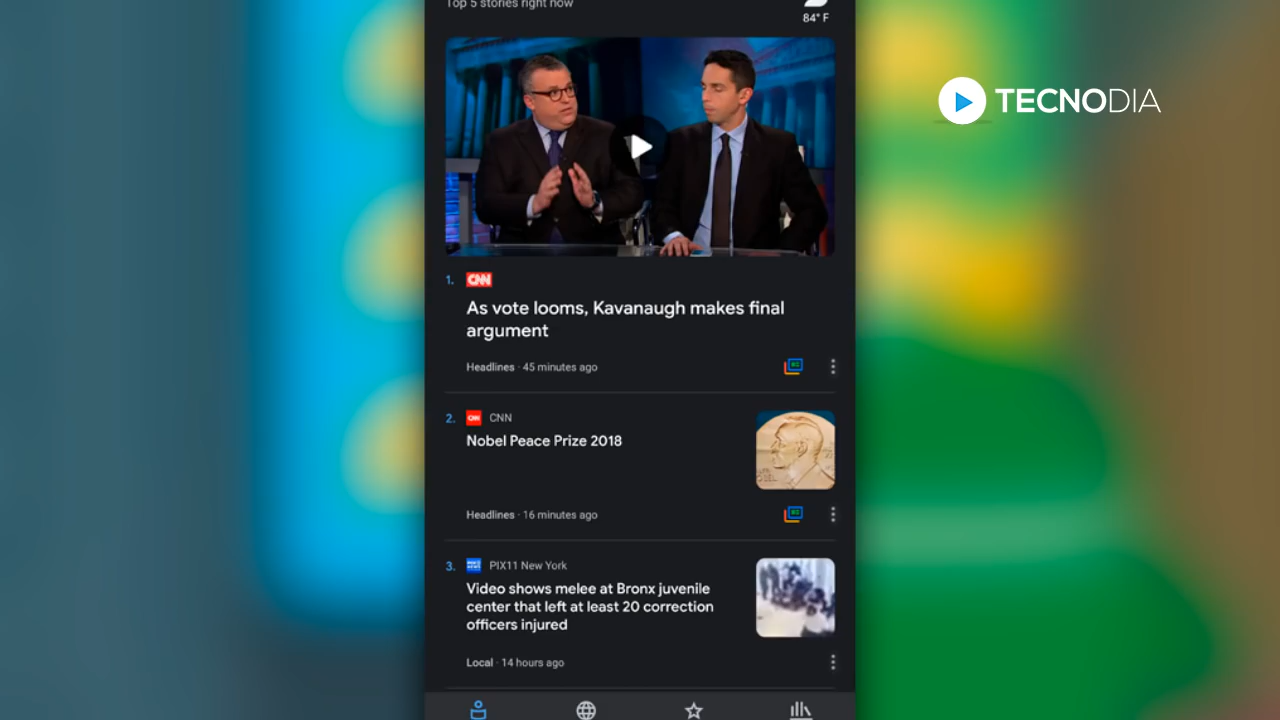 Top 5 stories right now
84° F
TECNODIA
1. CNN
As vote looms, Kavanaugh makes final
argument
Headlines · 45 minutes ago
2. CNN CNN
Nobel Peace Prize 2018
Headlines · 16 minutes ago
3. PIX11 New York
Video shows melee at Bronx juvenile
center that left at least 20 correction
officers injured
Local · 14 hours ago